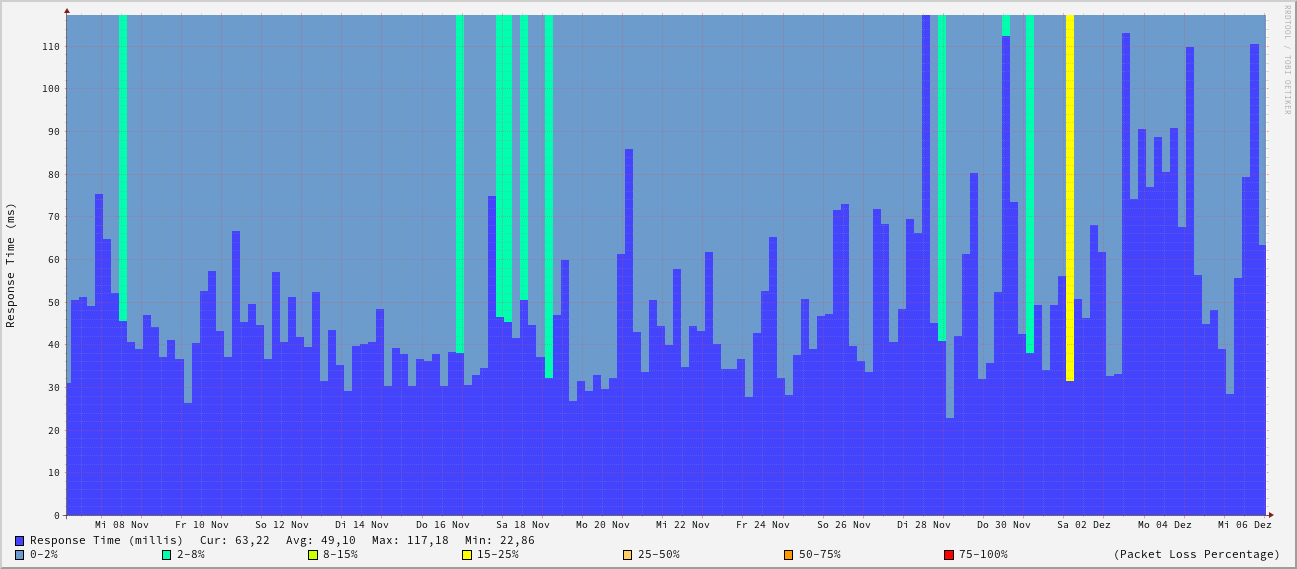 RRDTOOL / TOBI OETIKER
Response Time (ms)
110
100
90
80
70
60
50
40
30
20
10
0
Mi 08 Nov Fr 10 Nov So 12 Nov Di 14 Nov Do 16 Nov Sa 18 Nov Mo 20 Nov Mi 22 Nov Fr 24 Nov So 26 Nov Di 28 Nov Do 30 Nov Sa 02 Dez Mo 04 Dez Mi 06 Dez
Response Time (millis) Cur: 63,22 Avg: 49,10 Max: 117,18 Min: 22,86
0-2% 2-8% 8-15% 15-25% 25-50% 50-75% 75-100% (Packet Loss Percentage)